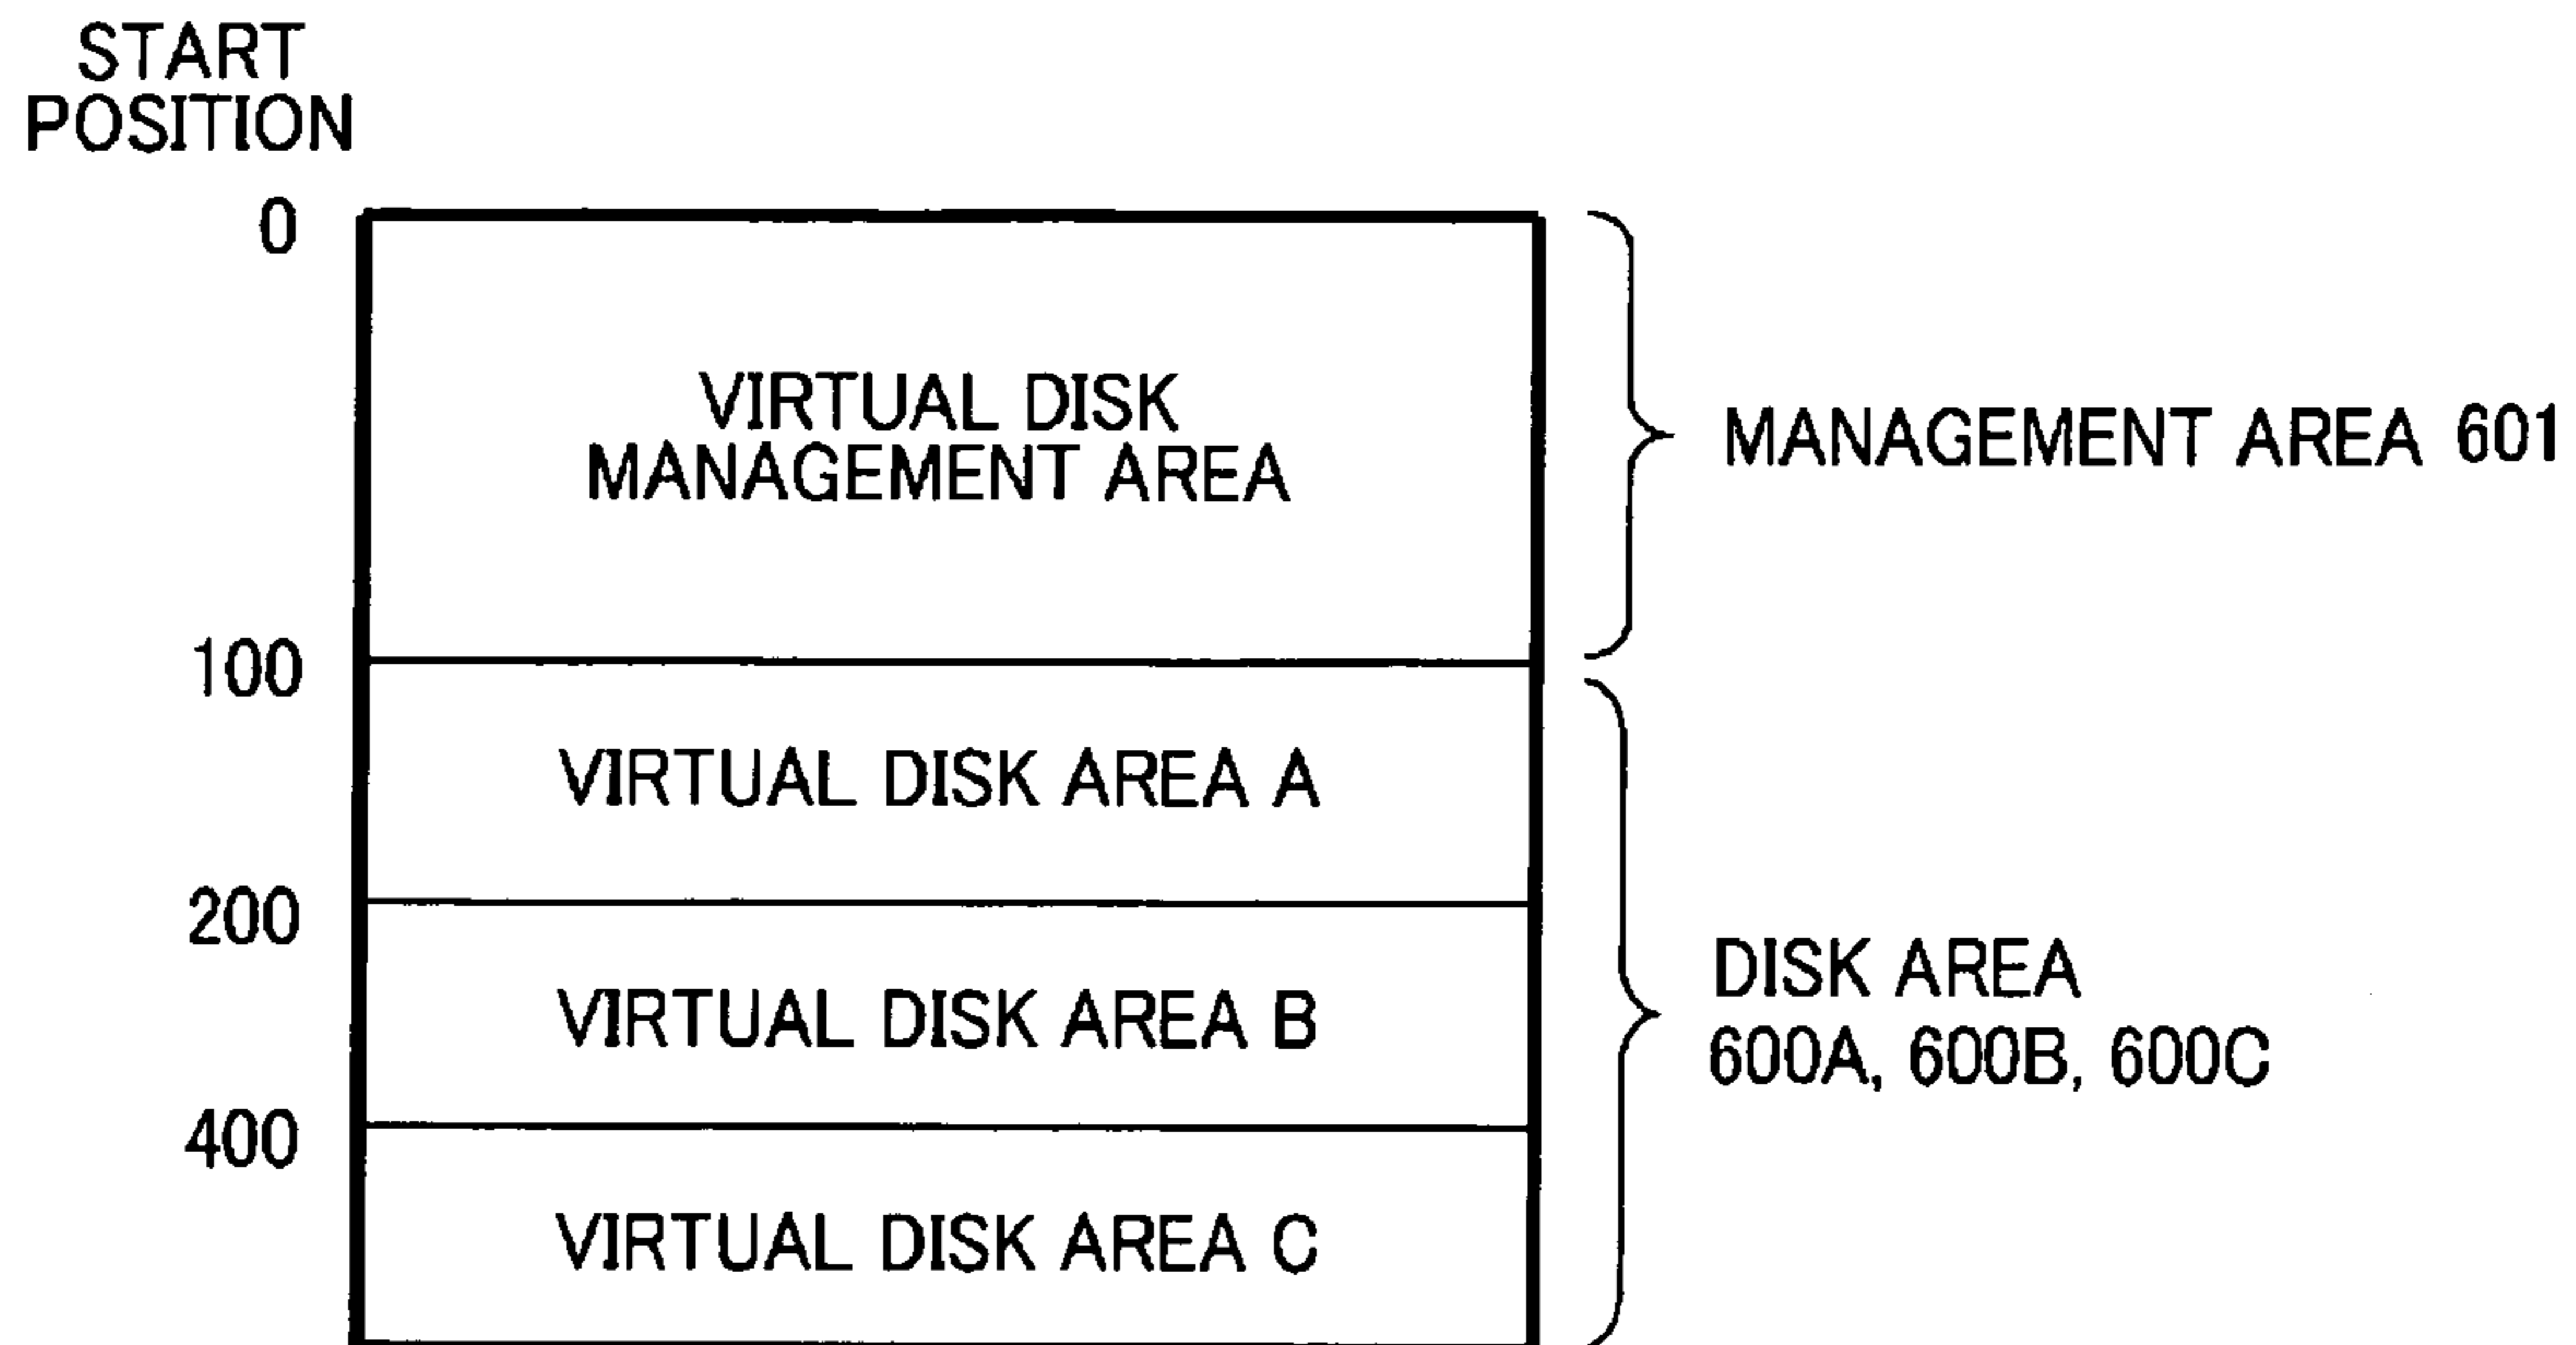 START
POSITION
0
VIRTUAL DISK
MANAGEMENT AREA
MANAGEMENT AREA 601
100
VIRTUAL DISK AREA A
200
VIRTUAL DISK AREA B
DISK AREA
600A, 600B, 600C
400
VIRTUAL DISK AREA C